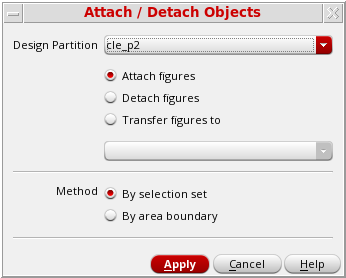 Attach / Detach Objects
Design Partition cle_p2
Attach figures
Detach figures
Transfer figures to
Method By selection set
By area boundary
Apply Cancel Help